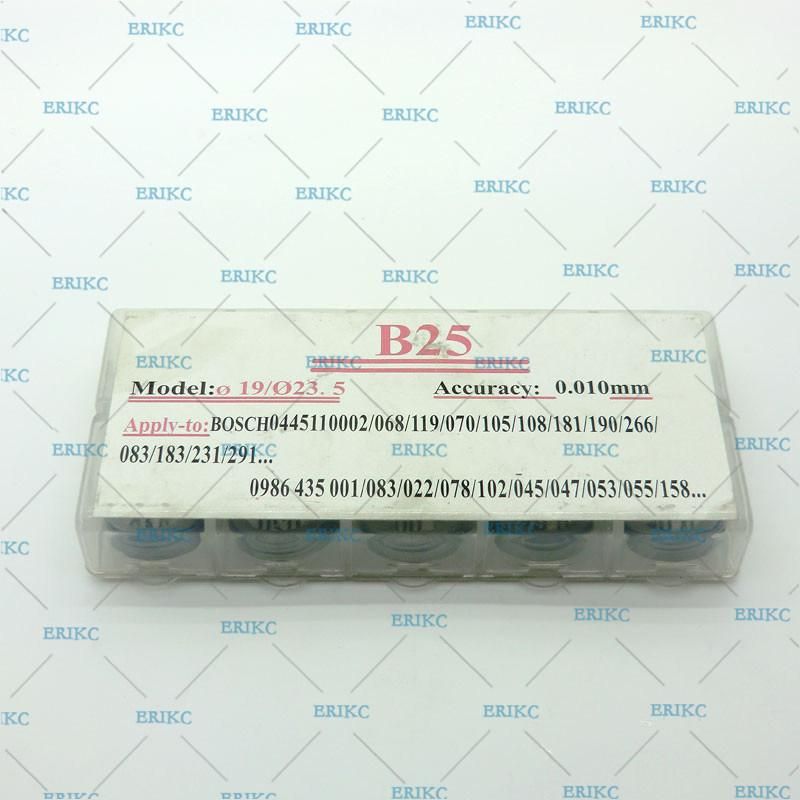 B25
Model:ø 19/Ø23. 5 Accuracy: 0.010mm
Apply-to:BOSCH0445110002/068/119/070/105/108/181/190/266/
083/183/231/291...
0986 435 001/083/022/078/102/045/047/053/055/158...
ERIKC